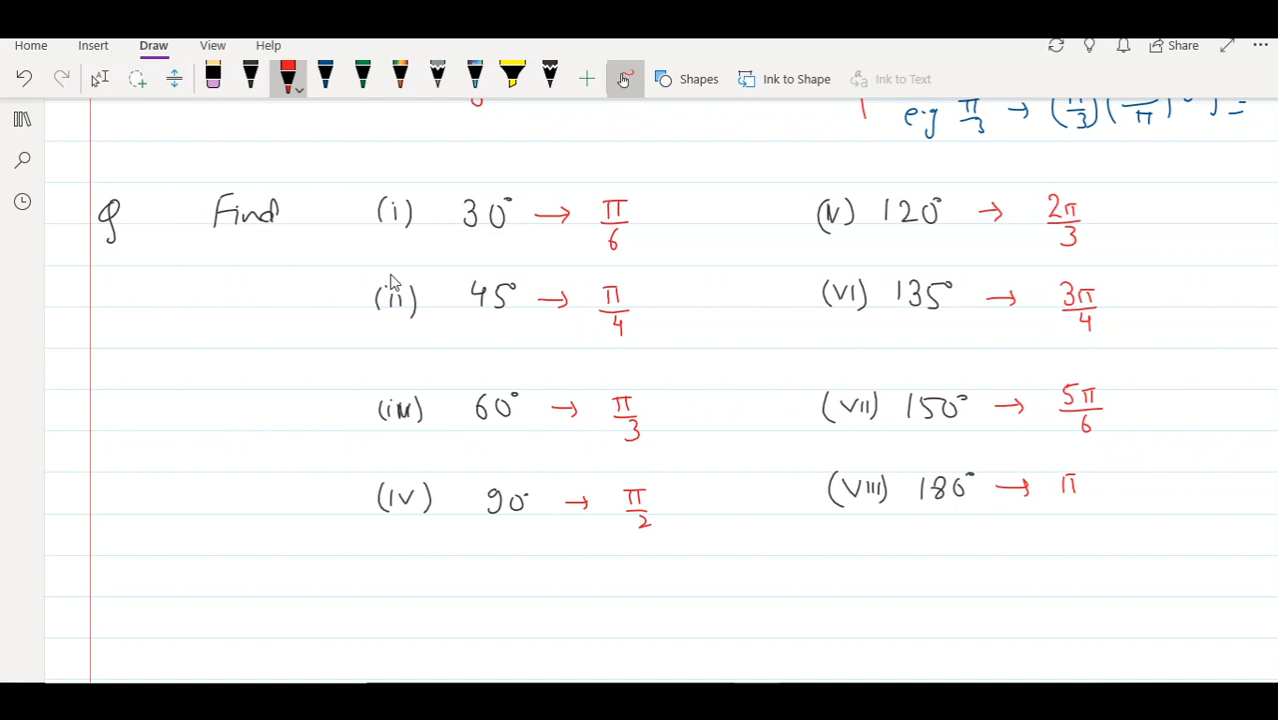 Home Insert Draw View Help
Share
Shapes Ink to Shape Ink to Text
e.g π/3 → (π/3)( /π) =
Q Find (i) 30° → π/6 (v) 120° → 2π/3
(ii) 45° → π/4 (VI) 135° → 3π/4
(iii) 60° → π/3 (VII) 150° → 5π/6
(iv) 90° → π/2 (VIII) 180° → π